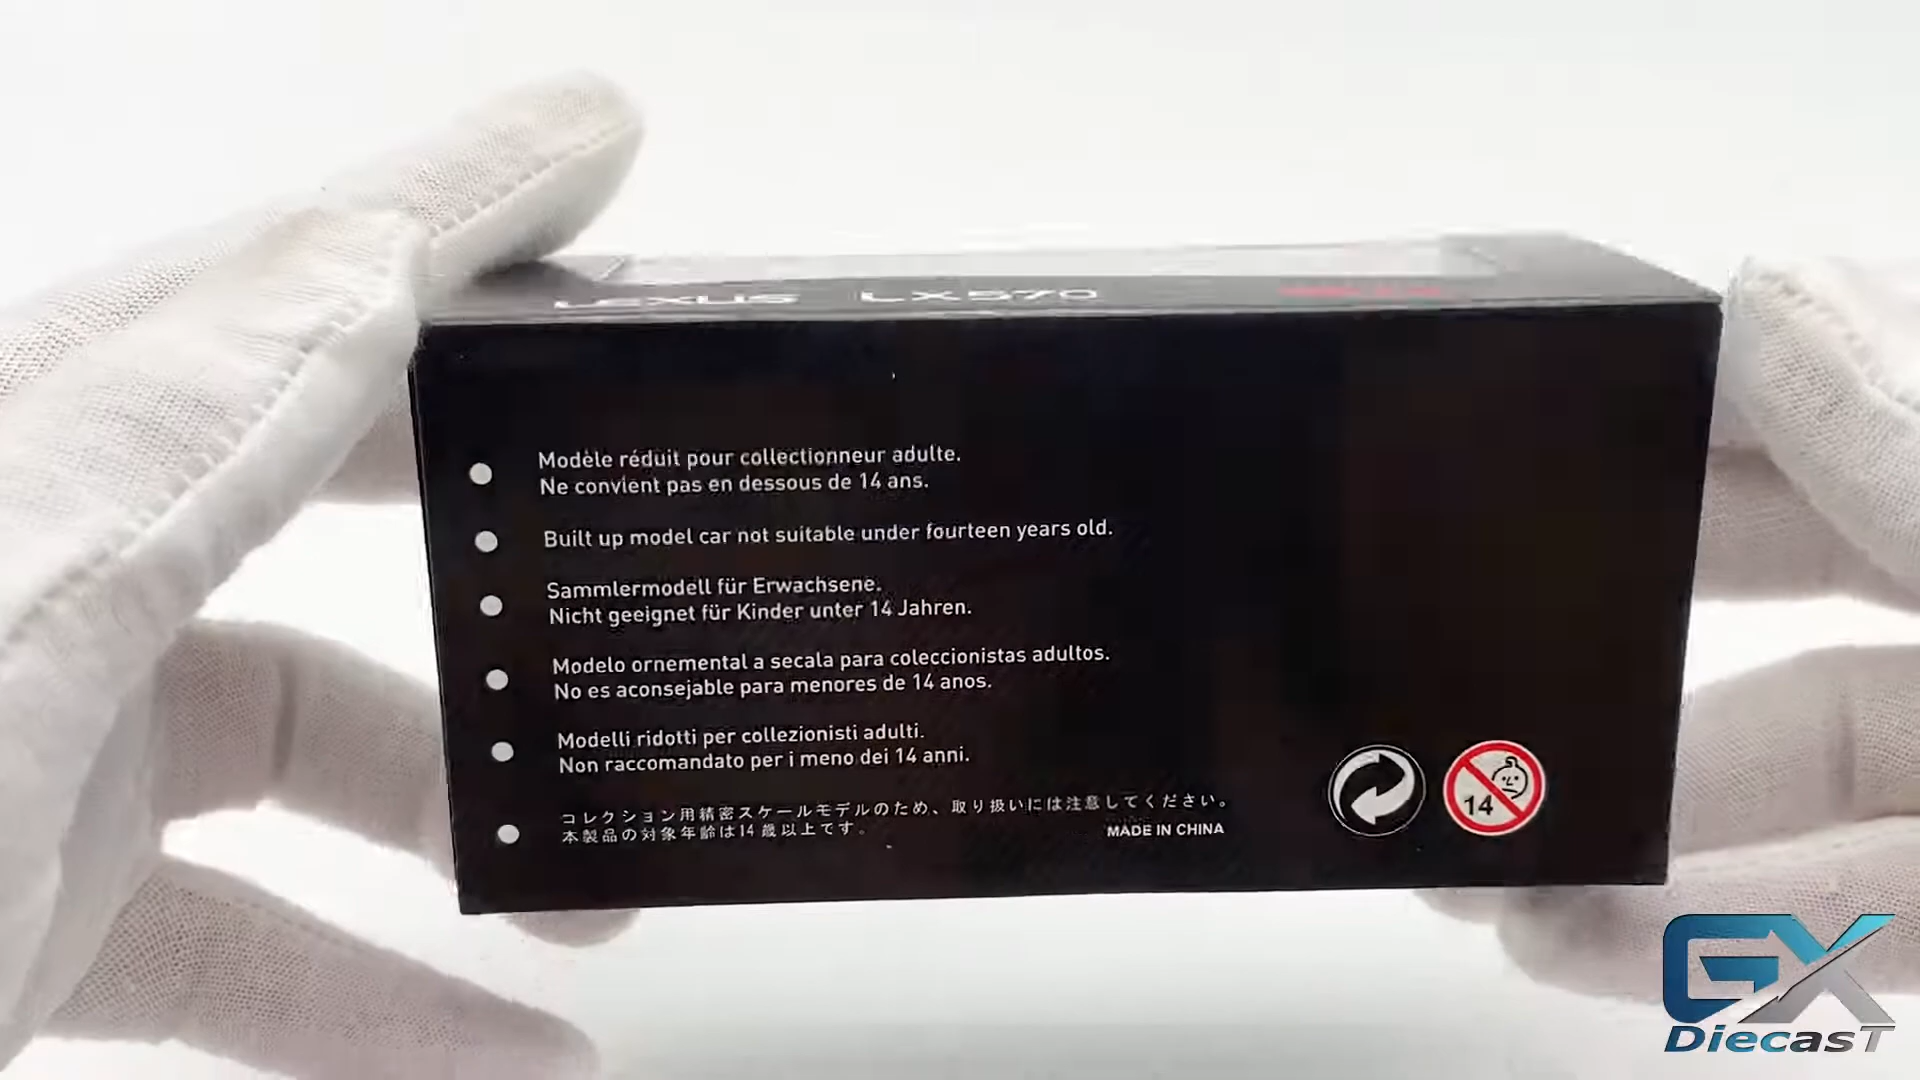 LEXUS LX570
Modèle réduit pour collectionneur adulte.
Ne convient pas en dessous de 14 ans.
Built up model car not suitable under fourteen years old.
Sammlermodell für Erwachsene.
Nicht geeignet für Kinder unter 14 Jahren.
Modelo ornemental a secala para coleccionistas adultos.
No es aconsejable para menores de 14 anos.
Modelli ridotti per collezionisti adulti.
Non raccomandato per i meno dei 14 anni.
コレクション用精密スケールモデルのため、取り扱いには注意してください。
本製品の対象年齢は14歳以上です。
MADE IN CHINA
14
GX
DiecasT